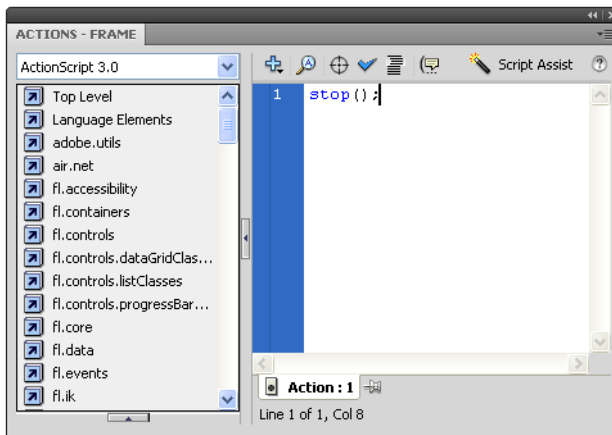 ACTIONS - FRAME
ActionScript 3.0
Script Assist
Top Level
Language Elements
adobe.utils
air.net
fl.accessibility
fl.containers
fl.controls
fl.controls.dataGridClas...
fl.controls.listClasses
fl.controls.progressBar...
fl.core
fl.data
fl.events
fl.ik
1 stop();
Action : 1
Line 1 of 1, Col 8